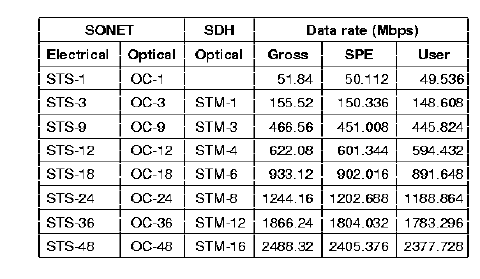 SONET SDH Data rate (Mbps)
Electrical Optical Optical Gross SPE User
STS-1 OC-1 51.84 50.112 49.536
STS-3 OC-3 STM-1 155.52 150.336 148.608
STS-9 OC-9 STM-3 466.56 451.008 445.824
STS-12 OC-12 STM-4 622.08 601.344 594.432
STS-18 OC-18 STM-6 933.12 902.016 891.648
STS-24 OC-24 STM-8 1244.16 1202.688 1188.864
STS-36 OC-36 STM-12 1866.24 1804.032 1783.296
STS-48 OC-48 STM-16 2488.32 2405.376 2377.728